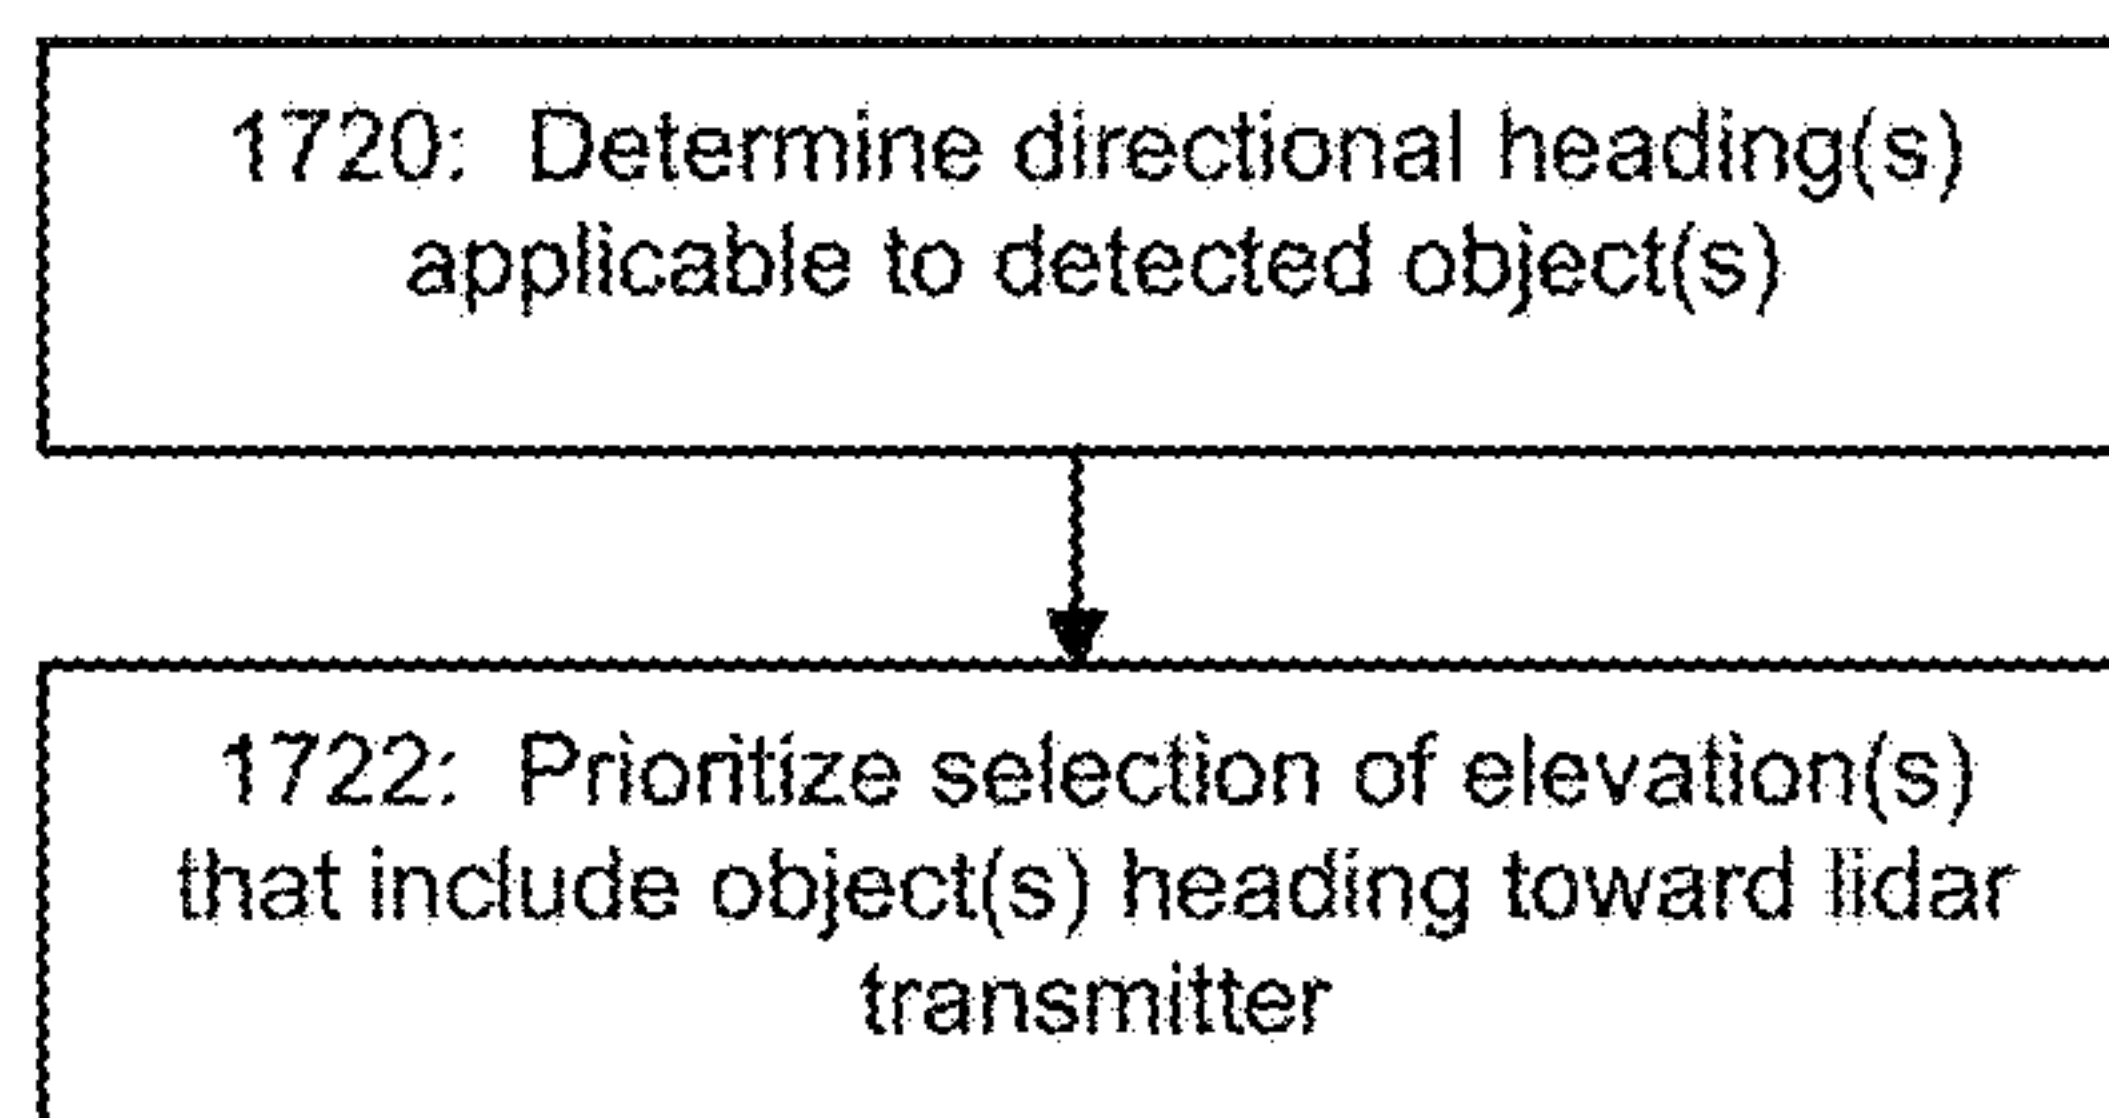 1720: Determine directional heading(s)
applicable to detected object(s)
1722: Prioritize selection of elevation(s)
that include object(s) heading toward lidar
transmitter